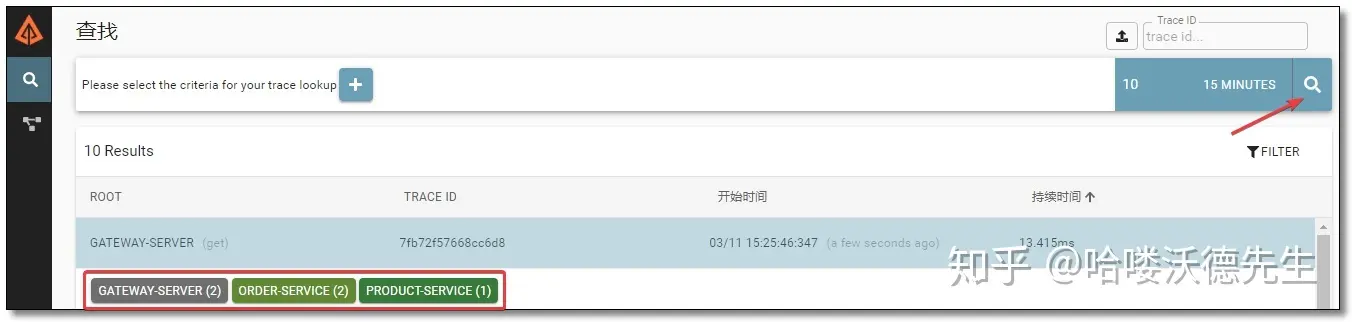 查找
Trace ID
trace id...
Please select the criteria for your trace lookup
10
15 MINUTES
10 Results
FILTER
ROOT
TRACE ID
开始时间
持续时间
GATEWAY-SERVER (get)
7fb72f57668cc6d8
03/11 15:25:46:347 (a few seconds ago)
13.415ms
知乎 @哈喽沃德先生
GATEWAY-SERVER (2)
ORDER-SERVICE (2)
PRODUCT-SERVICE (1)